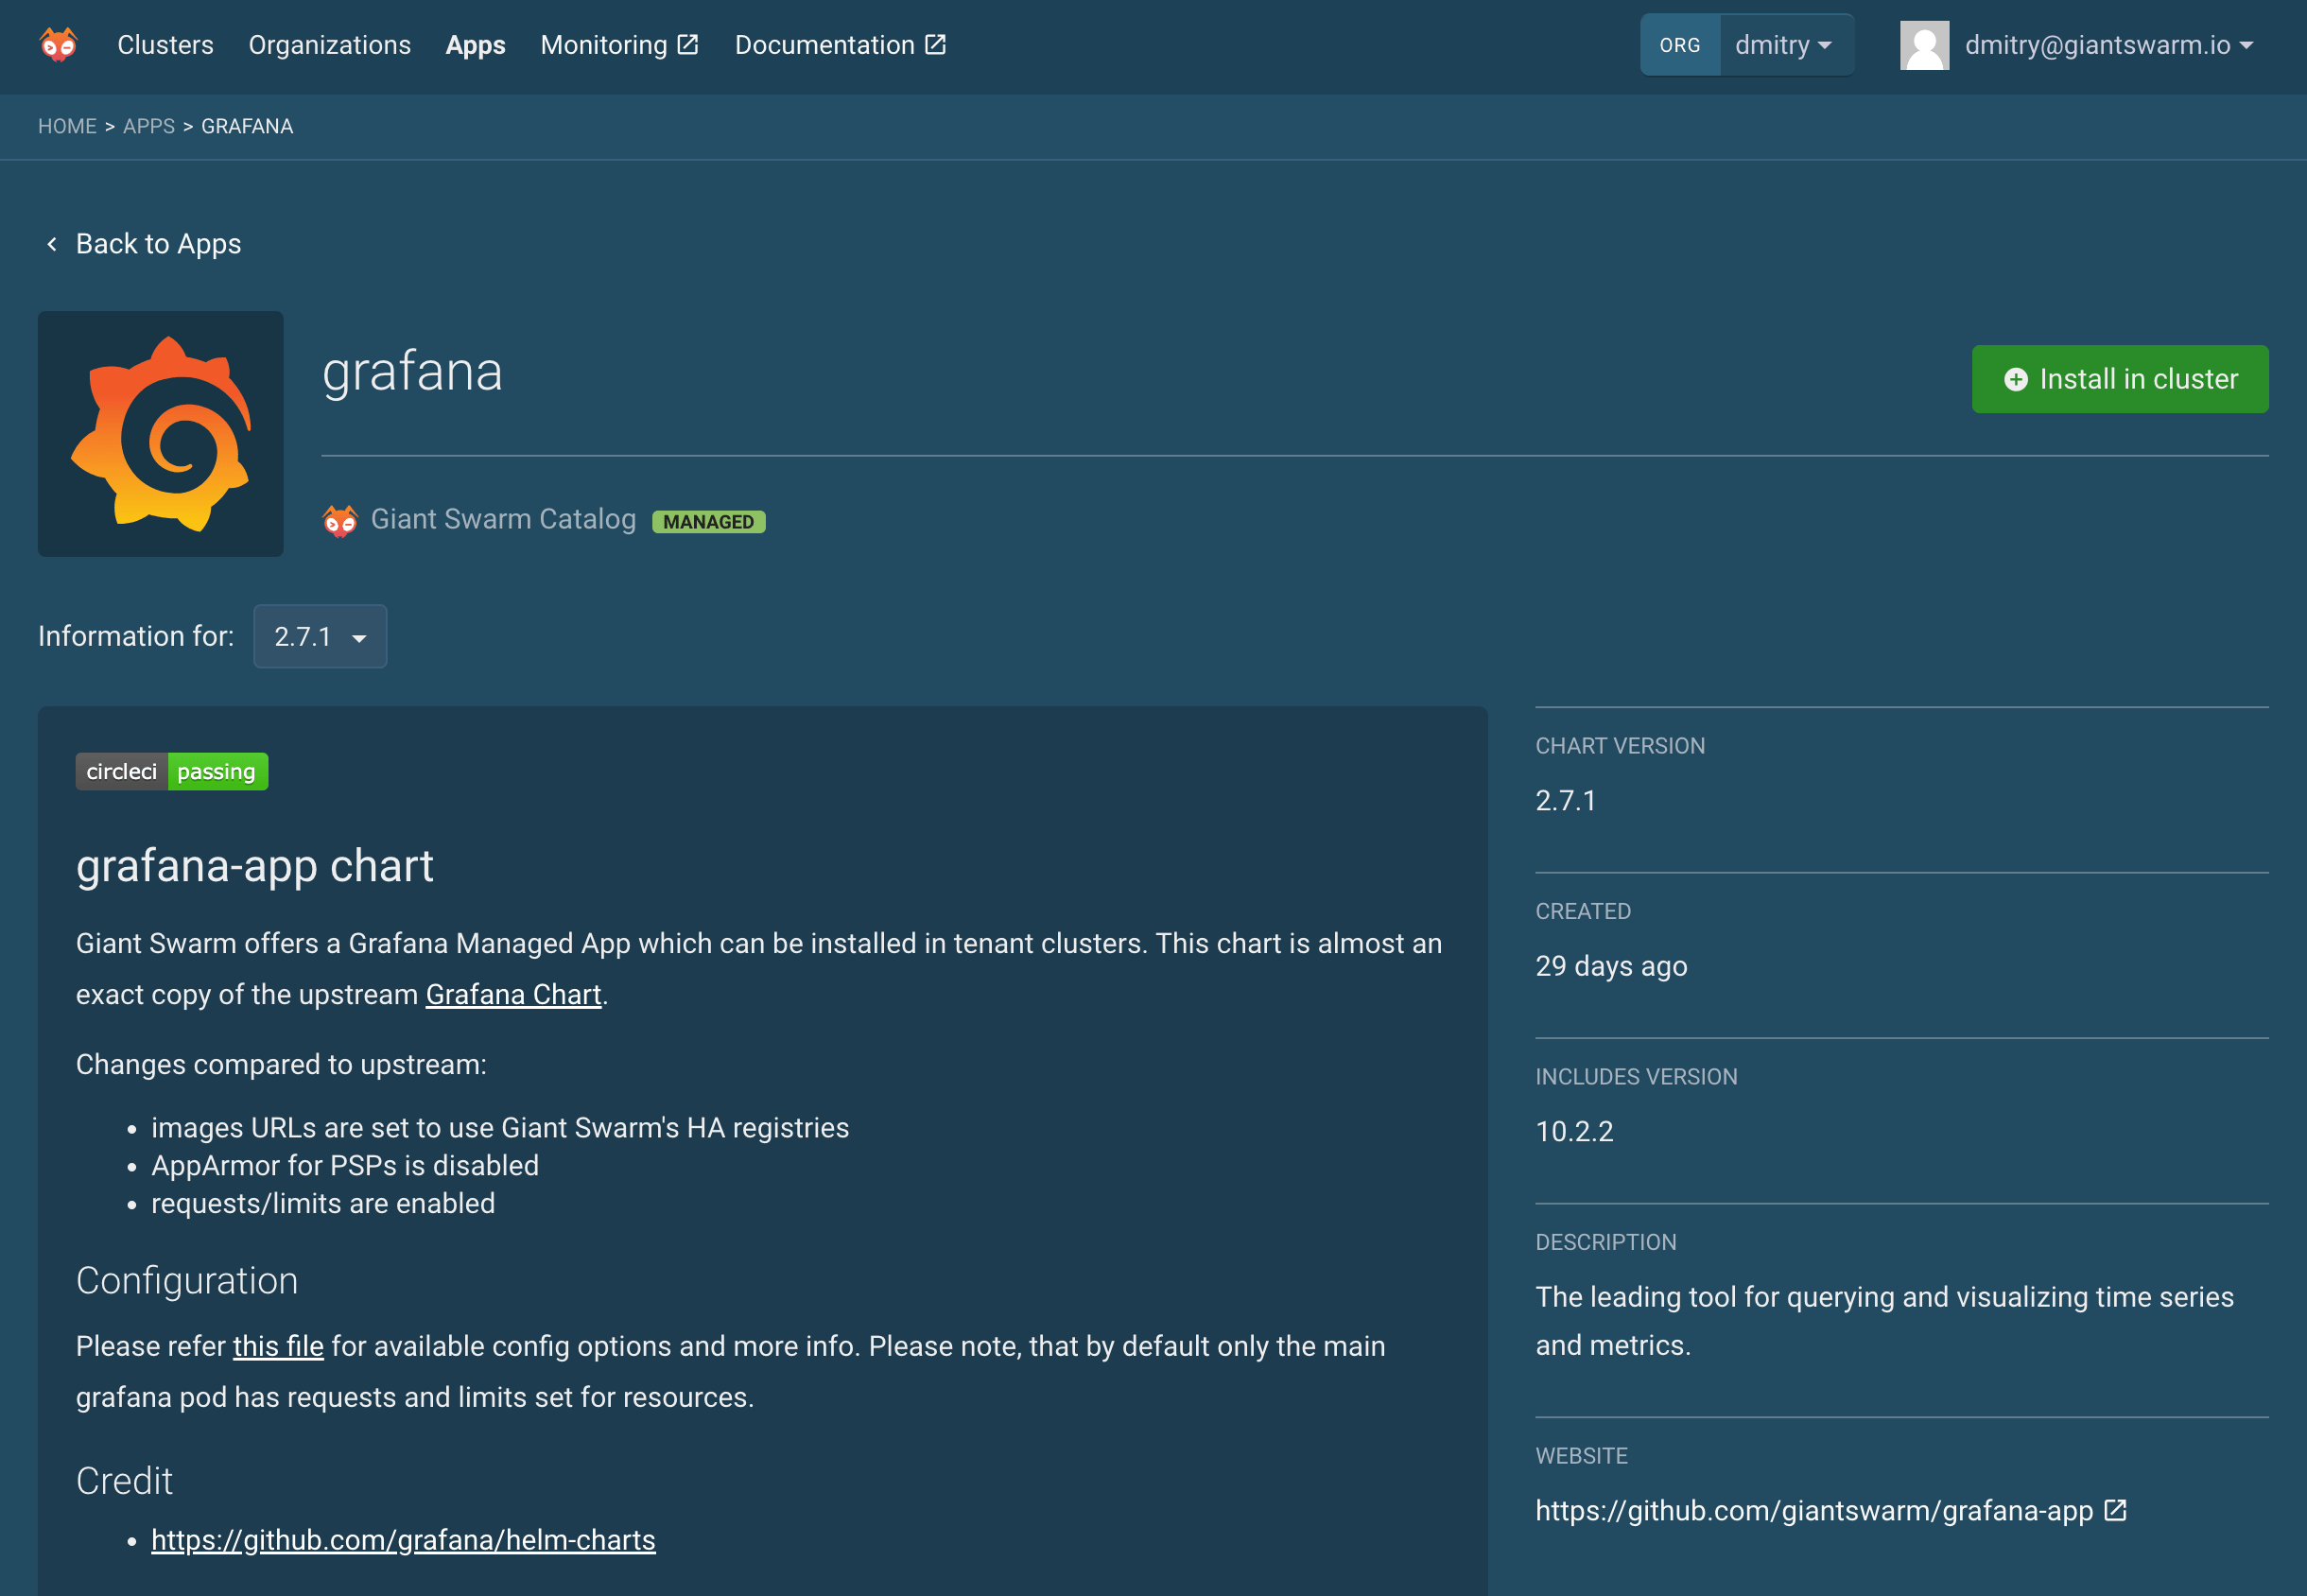 Clusters Organizations Apps Monitoring Documentation ORG dmitry dmitry@giantswarm.io
HOME > APPS > GRAFANA
Back to Apps
grafana
Install in cluster
Giant Swarm Catalog MANAGED
Information for: 2.7.1
circleci passing
grafana-app chart
Giant Swarm offers a Grafana Managed App which can be installed in tenant clusters. This chart is almost an
exact copy of the upstream Grafana Chart.
Changes compared to upstream:
• images URLs are set to use Giant Swarm's HA registries
• AppArmor for PSPs is disabled
• requests/limits are enabled
Configuration
Please refer this file for available config options and more info. Please note, that by default only the main
grafana pod has requests and limits set for resources.
Credit
• https://github.com/grafana/helm-charts
CHART VERSION
2.7.1
CREATED
29 days ago
INCLUDES VERSION
10.2.2
DESCRIPTION
The leading tool for querying and visualizing time series
and metrics.
WEBSITE
https://github.com/giantswarm/grafana-app